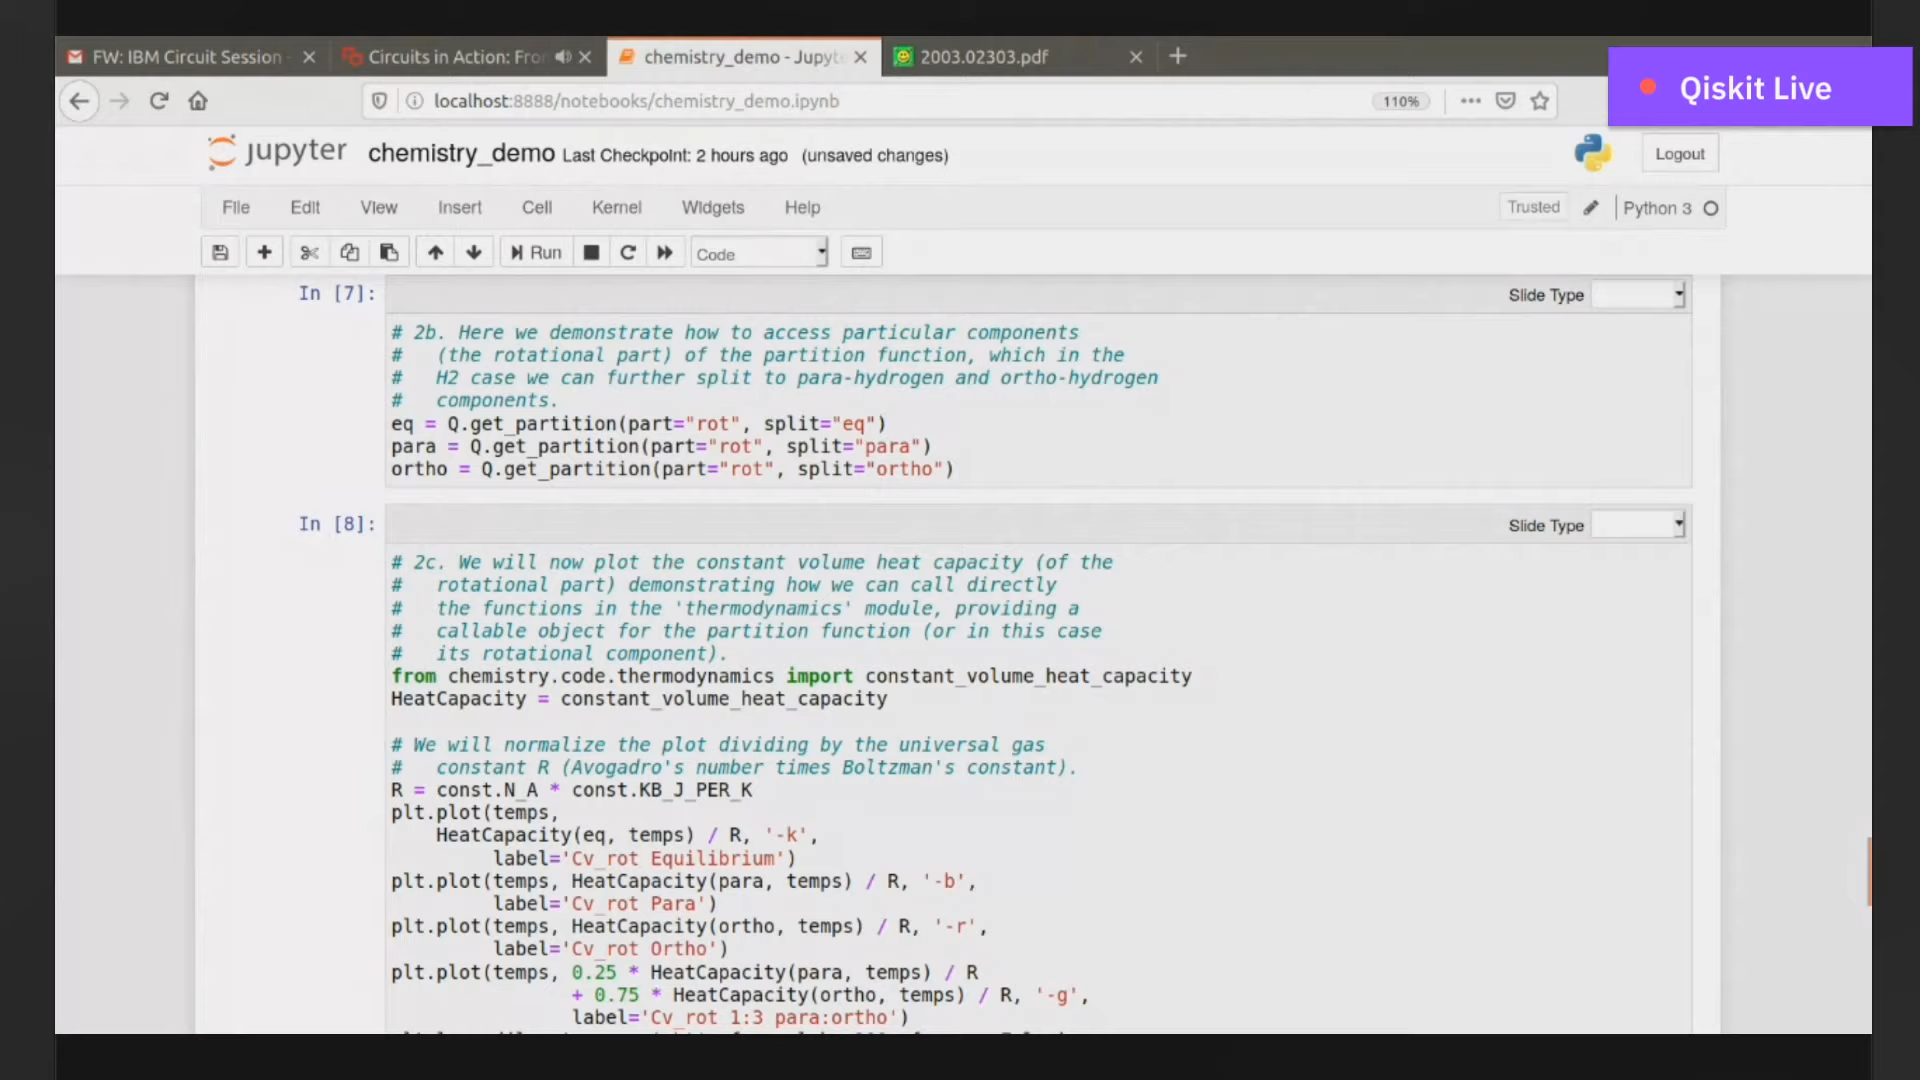 FW: IBM Circuit Session -
Circuits in Action: Fro
chemistry_demo - Jupyte
2003.02303.pdf
Qiskit Live
localhost:8888/notebooks/chemistry_demo.ipynb
110%
jupyter chemistry_demo Last Checkpoint: 2 hours ago (unsaved changes)
Logout
File Edit View Insert Cell Kernel Widgets Help
Trusted
Python 3
Run
Code
In [7]:
Slide Type
# 2b. Here we demonstrate how to access particular components
#   (the rotational part) of the partition function, which in the
#   H2 case we can further split to para-hydrogen and ortho-hydrogen
#   components.
eq = Q.get_partition(part="rot", split="eq")
para = Q.get_partition(part="rot", split="para")
ortho = Q.get_partition(part="rot", split="ortho")
In [8]:
Slide Type
# 2c. We will now plot the constant volume heat capacity (of the
#   rotational part) demonstrating how we can call directly
#   the functions in the 'thermodynamics' module, providing a
#   callable object for the partition function (or in this case
#   its rotational component).
from chemistry.code.thermodynamics import constant_volume_heat_capacity
HeatCapacity = constant_volume_heat_capacity
# We will normalize the plot dividing by the universal gas
#   constant R (Avogadro's number times Boltzman's constant).
R = const.N_A * const.KB_J_PER_K
plt.plot(temps,
    HeatCapacity(eq, temps) / R, '-k',
         label='Cv_rot Equilibrium')
plt.plot(temps, HeatCapacity(para, temps) / R, '-b',
         label='Cv_rot Para')
plt.plot(temps, HeatCapacity(ortho, temps) / R, '-r',
         label='Cv_rot Ortho')
plt.plot(temps, 0.25 * HeatCapacity(para, temps) / R
                + 0.75 * HeatCapacity(ortho, temps) / R, '-g',
                label='Cv_rot 1:3 para:ortho')